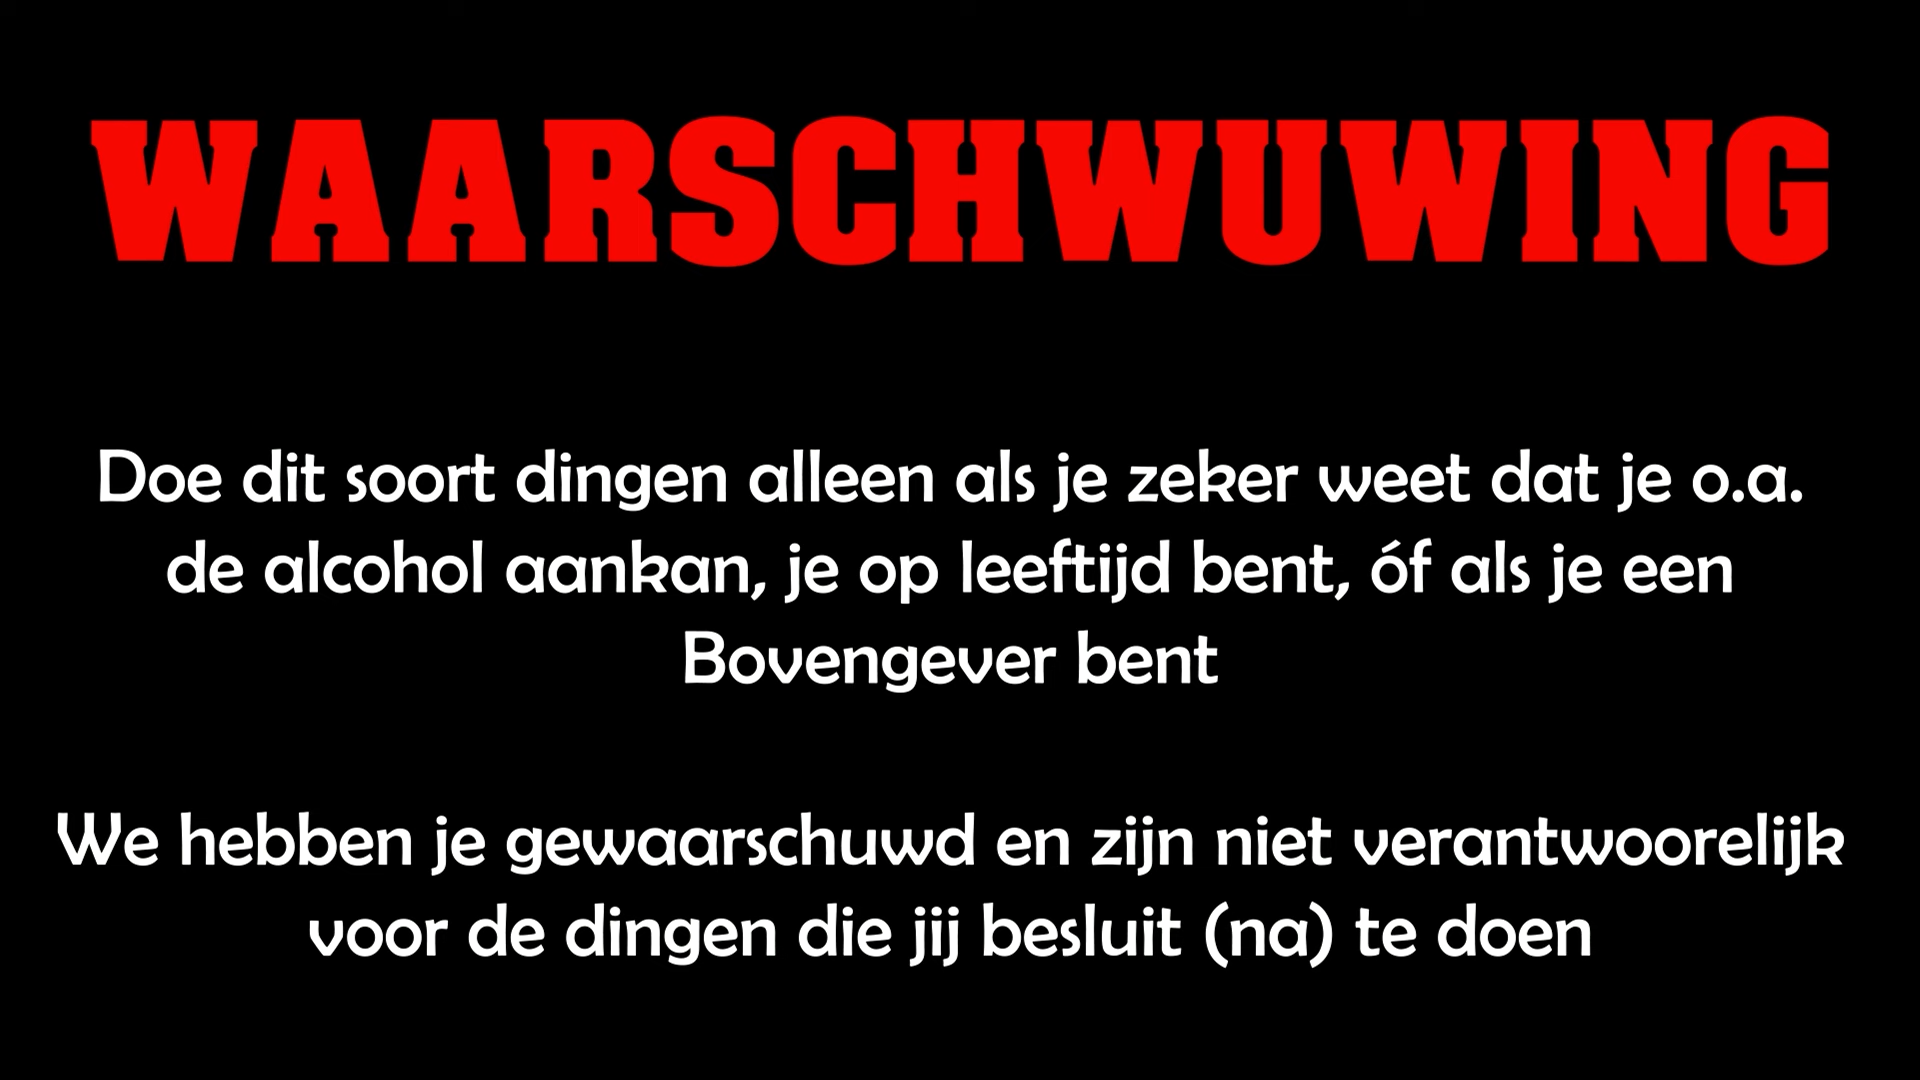 WAARSCHWUWING
Doe dit soort dingen alleen als je zeker weet dat je o.a.
de alcohol aankan, je op leeftijd bent, óf als je een
Bovengever bent
We hebben je gewaarschuwd en zijn niet verantwoorelijk
voor de dingen die jij besluit (na) te doen